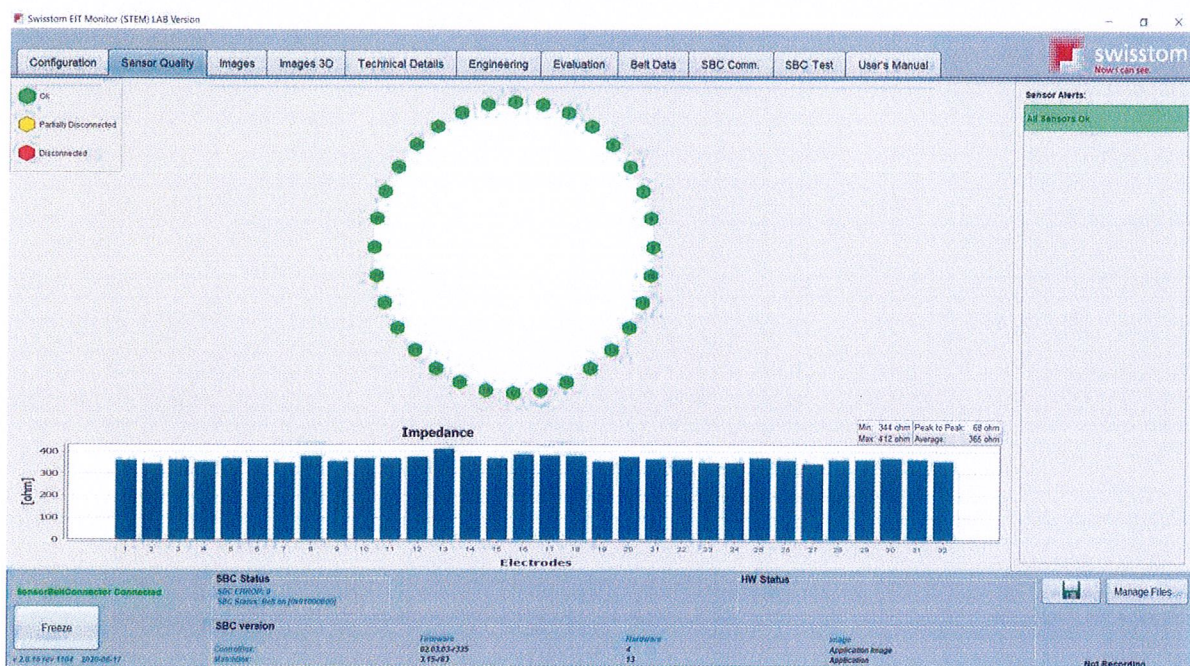 Swisstom EIT Monitor (STEM) LAB Version
Configuration Sensor Quality Images Images 3D Technical Details Engineering Evaluation Belt Data SBC Comm. SBC Test User's Manual
swisstom
Now I can see.
Ok
Partially Disconnected
Disconnected
Sensor Alerts:
All Sensors Ok
Impedance
Min: 344 ohm Peak to Peak: 68 ohm
Max: 412 ohm Average: 365 ohm
[ohm]
400
300
200
100
0
1 2 3 4 5 6 7 8 9 10 11 12 13 14 15 16 17 18 19 20 21 22 23 24 25 26 27 28 29 30 31 32
Electrodes
SensorBeltConnector Connected
Freeze
SBC Status
SBC ERROR: 0
HW Status
Manage Files
SBC version
Firmware Hardware Image
4 Application Image
13 Application
Not Recording